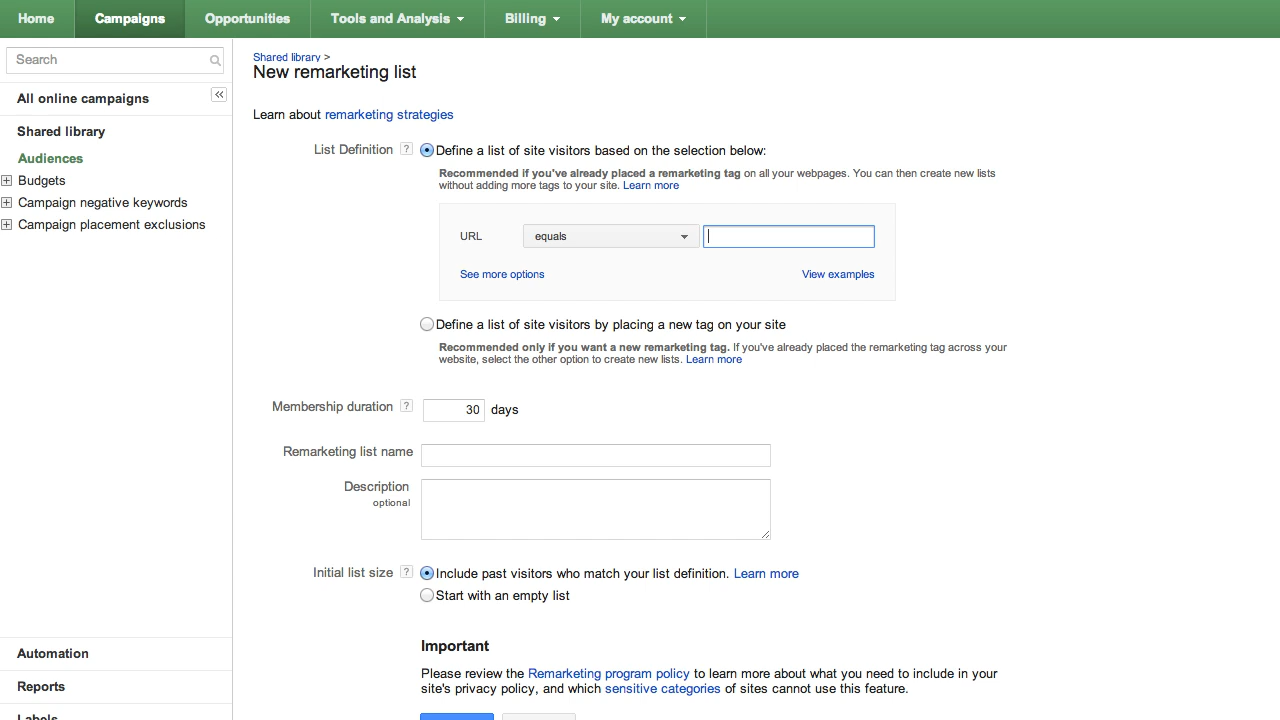 Home Campaigns Opportunities Tools and Analysis Billing My account
Search
All online campaigns
Shared library
Audiences
Budgets
Campaign negative keywords
Campaign placement exclusions
Automation
Reports
Labels
Shared library >
New remarketing list
Learn about remarketing strategies
List Definition ? Define a list of site visitors based on the selection below:
Recommended if you've already placed a remarketing tag on all your webpages. You can then create new lists
without adding more tags to your site. Learn more
URL equals
See more options View examples
Define a list of site visitors by placing a new tag on your site
Recommended only if you want a new remarketing tag. If you've already placed the remarketing tag across your
website, select the other option to create new lists. Learn more
Membership duration ? 30 days
Remarketing list name
Description
optional
Initial list size ? Include past visitors who match your list definition. Learn more
Start with an empty list
Important
Please review the Remarketing program policy to learn more about what you need to include in your
site's privacy policy, and which sensitive categories of sites cannot use this feature.